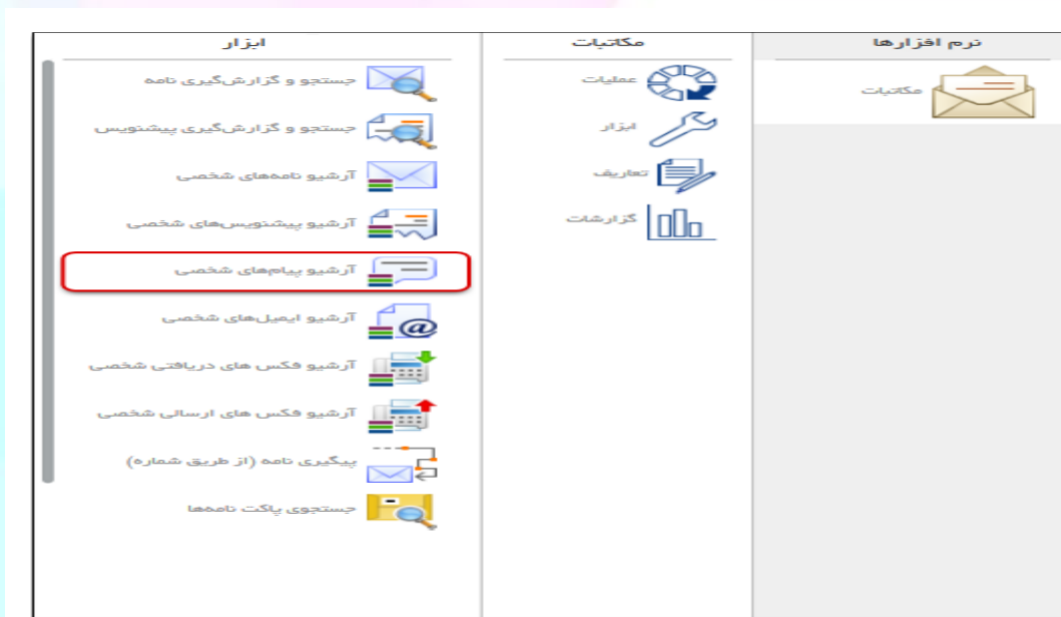 نرم افزارها
مکاتبات
مکاتبات
عملیات
ابزار
تعاریف
گزارشات
ابزار
جستجو و گزارش‌گیری نامه
جستجو و گزارش‌گیری پیشنویس
آرشیو نامه‌های شخصی
آرشیو پیشنویس‌های شخصی
آرشیو پیام‌های شخصی
آرشیو ایمیل‌های شخصی
آرشیو فکس های دریافتی شخصی
آرشیو فکس های ارسالی شخصی
پیگیری نامه (از طریق شماره)
جستجوی پاکت نامه‌ها